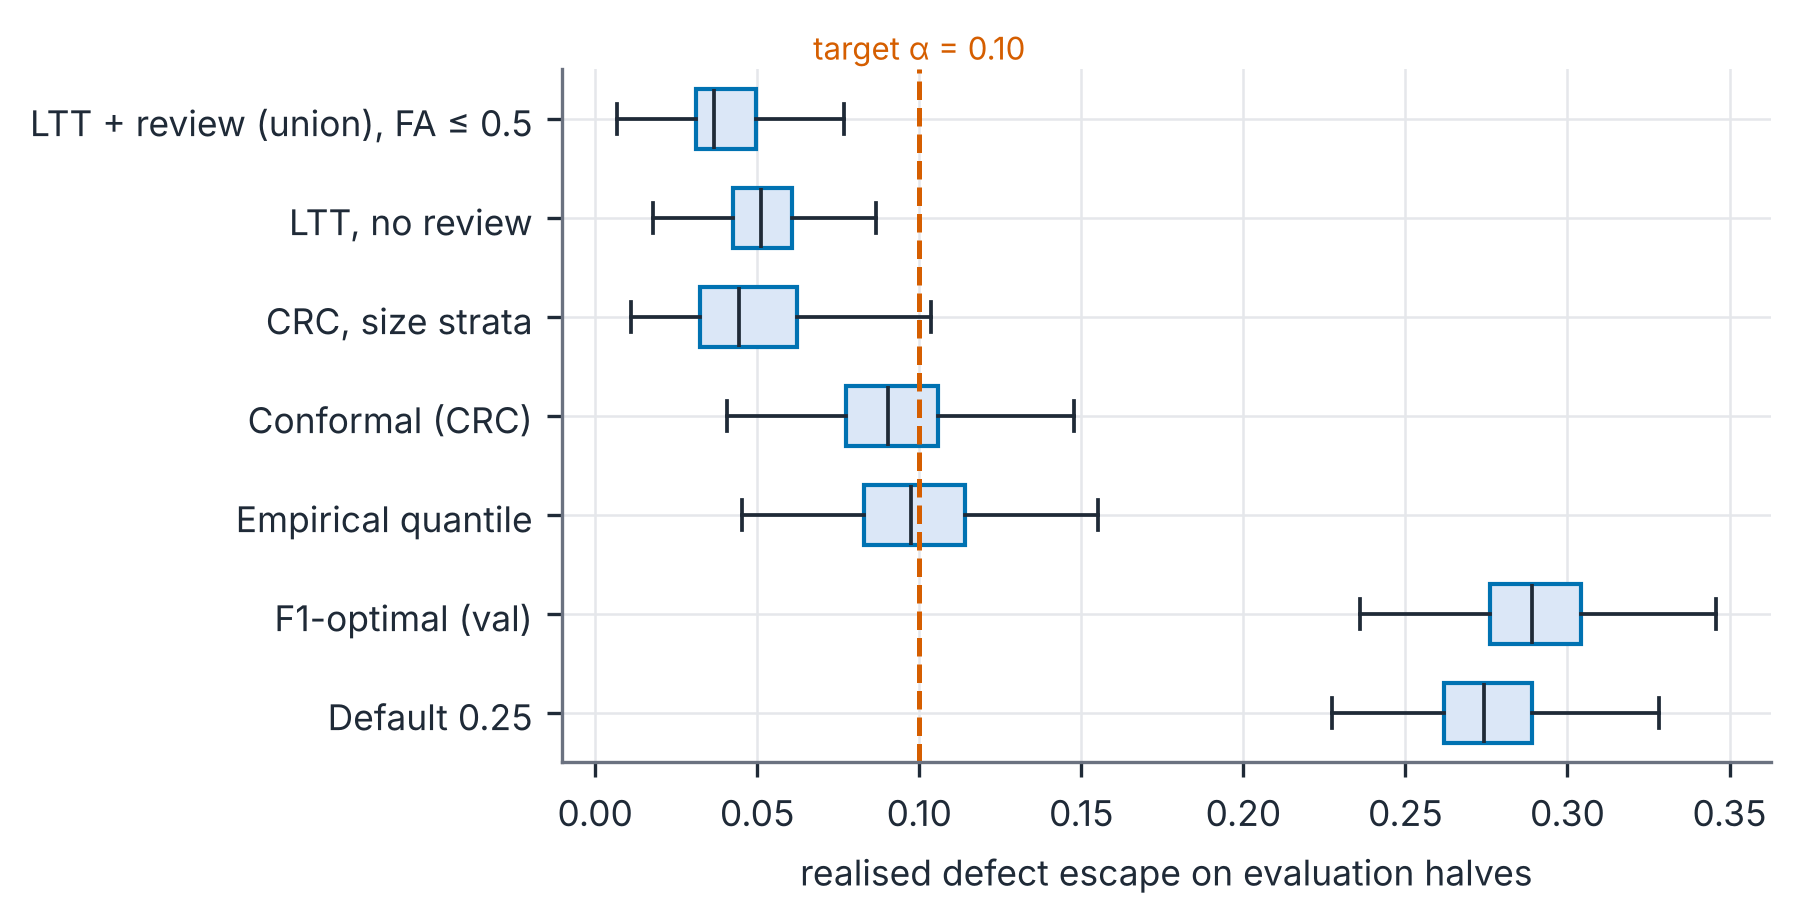 target α = 0.10
LTT + review (union), FA ≤ 0.5
LTT, no review
CRC, size strata
Conformal (CRC)
Empirical quantile
F1-optimal (val)
Default 0.25
0.00 0.05 0.10 0.15 0.20 0.25 0.30 0.35
realised defect escape on evaluation halves